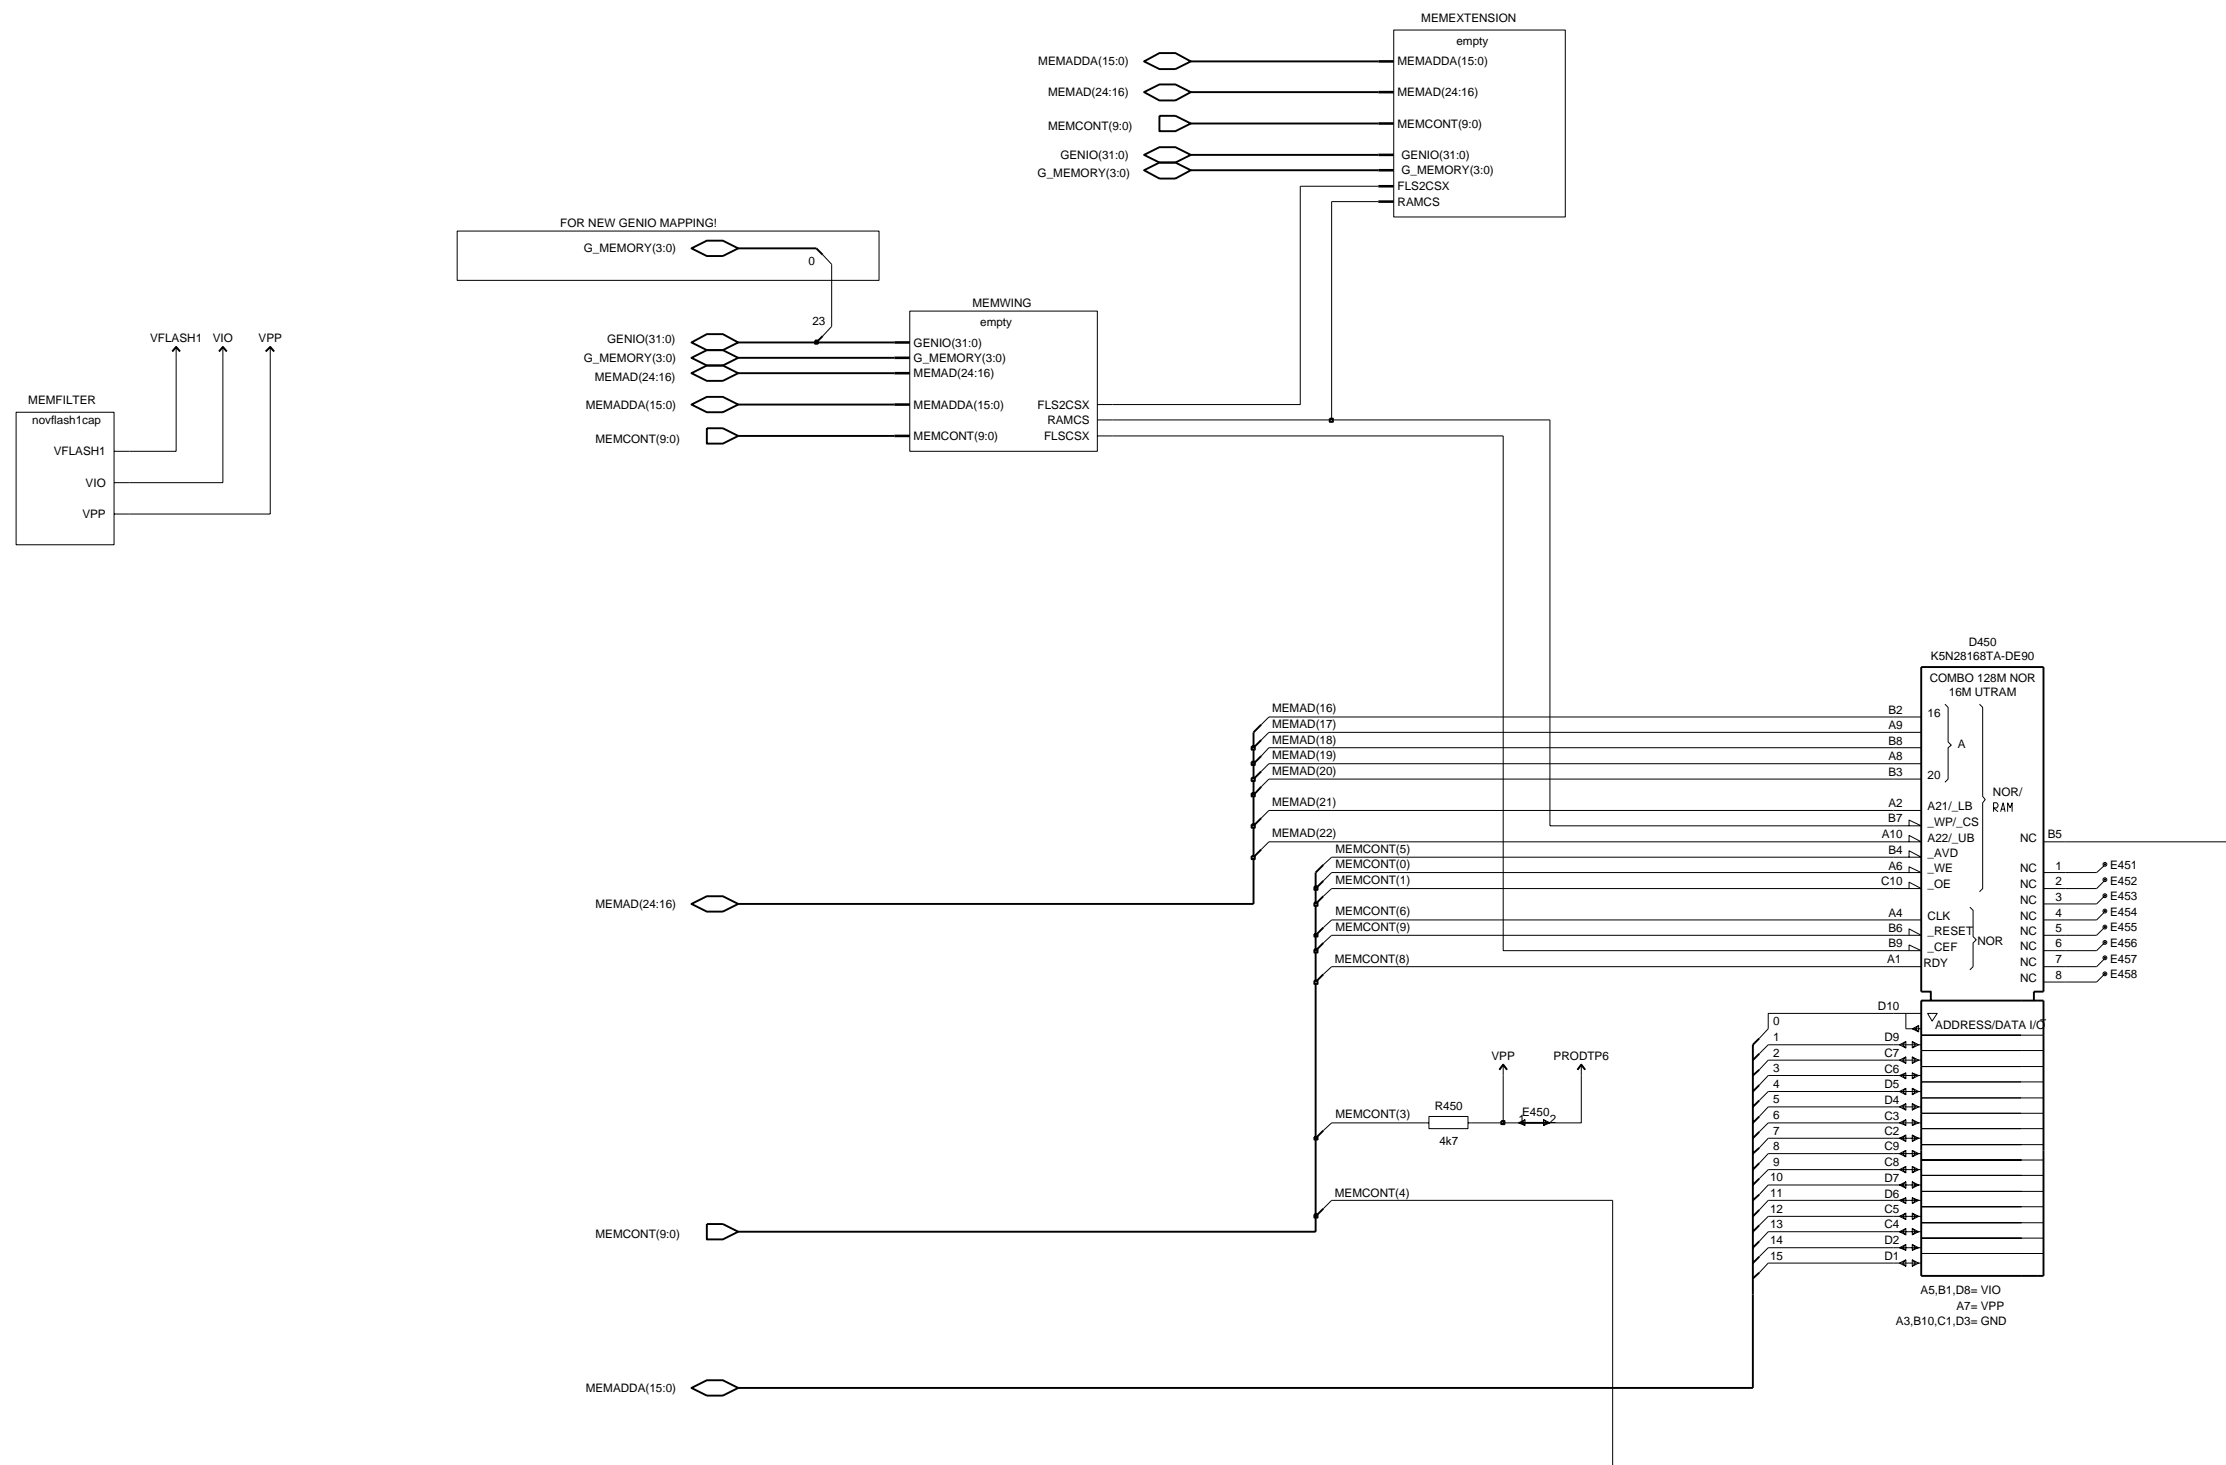 MEMEXTENSION
empty
MEMADDA(15:0) MEMADDA(15:0)
MEMAD(24:16) MEMAD(24:16)
MEMCONT(9:0) MEMCONT(9:0)
GENIO(31:0) GENIO(31:0)
G_MEMORY(3:0) G_MEMORY(3:0)
FLS2CSX
RAMCS
FOR NEW GENIO MAPPING!
G_MEMORY(3:0)
0
23
MEMWING
empty
GENIO(31:0) GENIO(31:0)
G_MEMORY(3:0) G_MEMORY(3:0)
MEMAD(24:16) MEMAD(24:16)
MEMADDA(15:0) MEMADDA(15:0) FLS2CSX
RAMCS
MEMCONT(9:0) MEMCONT(9:0) FLSCSX
VFLASH1 VIO VPP
MEMFILTER
novflash1cap
VFLASH1
VIO
VPP
D450
K5N28168TA-DE90
COMBO 128M NOR
16M UTRAM
MEMAD(16) B2 16
MEMAD(17) A9
MEMAD(18) B8 A
MEMAD(19) A8
MEMAD(20) B3 20
NOR/
RAM
MEMAD(21) A2 A21/_LB
B7 _WP/_CS
MEMAD(22) A10 A22/_UB NC B5
MEMCONT(5) B4 _AVD
MEMCONT(0) A6 _WE NC 1 E451
MEMCONT(1) C10 _OE NC 2 E452
NC 3 E453
MEMAD(24:16)
MEMCONT(6) A4 CLK NC 4 E454
MEMCONT(9) B6 _RESET NC 5 E455
NOR
B9 _CEF NC 6 E456
MEMCONT(8) A1 RDY NC 7 E457
NC 8 E458
D10
0 ADDRESS/DATA I/O
1 D9
2 C7
3 C6
4 D5
5 D4
6 C3
7 C2
8 C9
9 C8
10 D7
11 D6
12 C5
13 C4
14 D2
15 D1
VPP PRODTP6
MEMCONT(3) R450 1 E450 2
4k7
MEMCONT(4)
MEMCONT(9:0)
A5,B1,D8= VIO
A7= VPP
A3,B10,C1,D3= GND
MEMADDA(15:0)